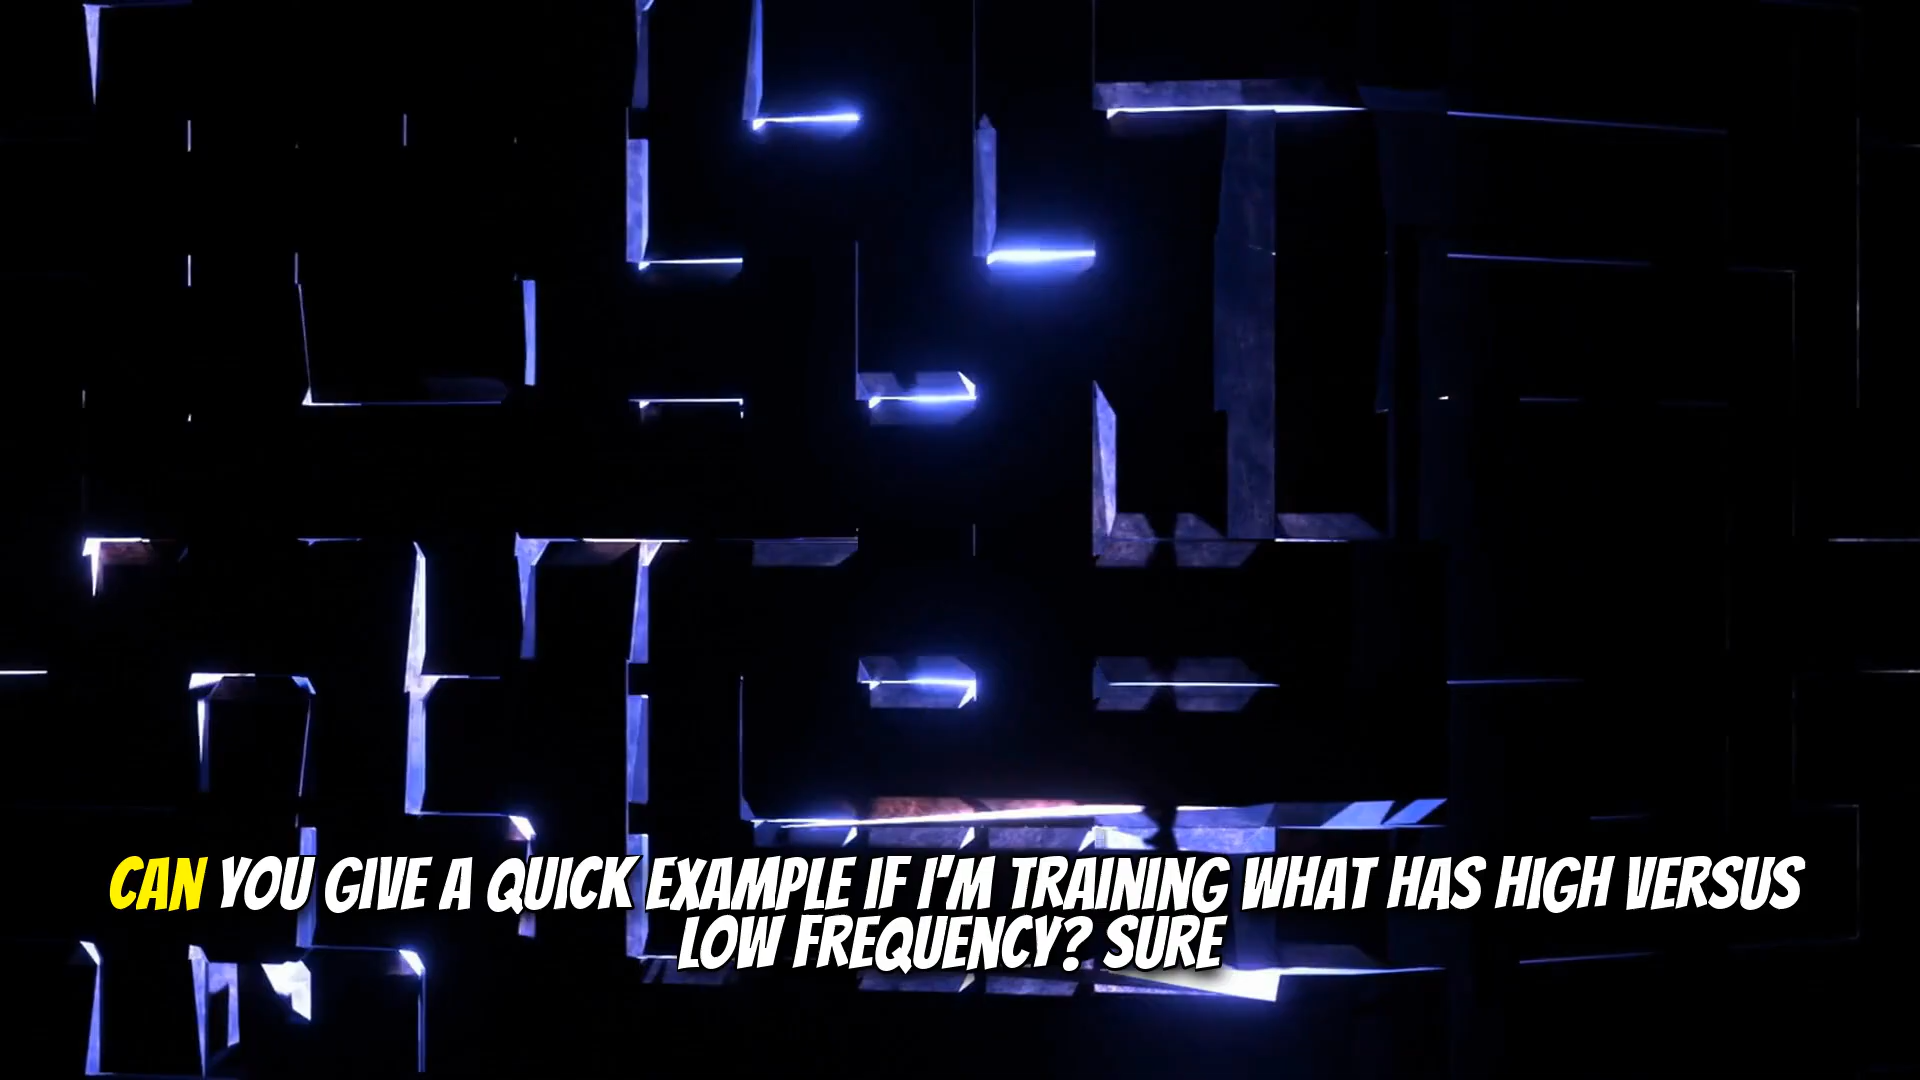 CAN YOU GIVE A QUICK EXAMPLE IF I'M TRAINING WHAT HAS HIGH VERSUS
LOW FREQUENCY? SURE